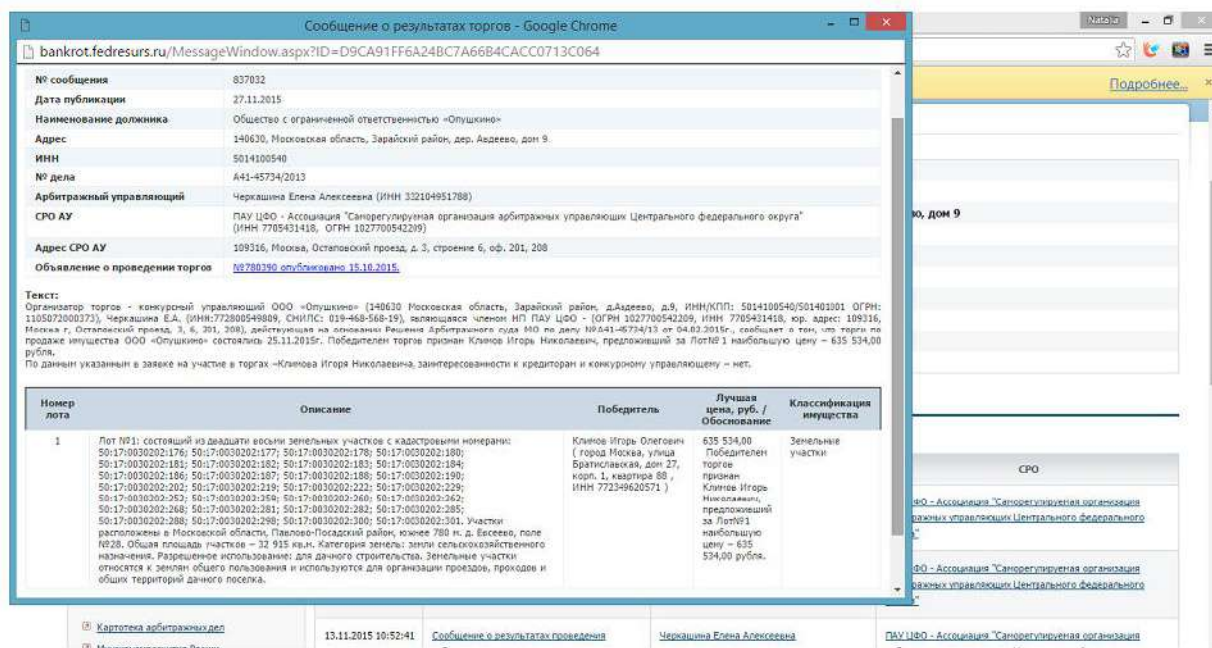 Сообщение о результатах торгов - Google Chrome
Natalia
bankrot.fedresurs.ru/MessageWindow.aspx?ID=D9CA91FF6A24BC7A66B4CACC0713C064
Подробнее...
№ сообщения 837032
Дата публикации 27.11.2015
Наименование должника Общество с ограниченной ответственностью «Опушкино»
Адрес 140630, Московская область, Зарайский район, дер. Авдеево, дом 9
ИНН 5014100540
№ дела А41-45734/2013
Арбитражный управляющий Черкашина Елена Алексеевна (ИНН 332104951788)
СРО АУ ПАУ ЦФО - Ассоциация "Саморегулируемая организация арбитражных управляющих Центрального федерального округа"
(ИНН 7705431418, ОГРН 1027700542209)
во, дом 9
Адрес СРО АУ 109316, Москва, Остаповский проезд, д. 3, строение 6, оф. 201, 208
Объявление о проведении торгов №780390 опубликовано 15.10.2015.
Текст:
Организатор торгов - конкурсный управляющий ООО «Опушкино» (140630 Московская область, Зарайский район, д.Авдеево, д.9, ИНН/КПП: 5014100540/501401001 ОГРН:
1105072000373), Черкашина Е.А. (ИНН:772800549809, СНИЛС: 019-468-568-19), являющаяся членом НП ПАУ ЦФО - (ОГРН 1027700542209, ИНН 7705431418, юр. адрес: 109316,
Москва г, Остаповский проезд, 3, 6, 201, 208), действующая на основании Решения Арбитражного суда МО по делу №А41-45734/13 от 04.02.2015г., сообщает о том, что торги по
продаже имущества ООО «Опушкино» состоялись 25.11.2015г. Победителем торгов признан Климов Игорь Николаевич, предложивший за Лот№1 наибольшую цену – 635 534,00
рубля.
По данным указанным в заявке на участие в торгах –Климова Игоря Николаевича, заинтересованности к кредиторам и конкурсному управляющему – нет.
Номер лота
Описание
Победитель
Лучшая цена, руб. / Обоснование
Классификация имущества
1
Лот №1: состоящий из двадцати восьми земельных участков с кадастровыми номерами:
50:17:0030202:176; 50:17:0030202:177; 50:17:0030202:178; 50:17:0030202:180;
50:17:0030202:181; 50:17:0030202:182; 50:17:0030202:183; 50:17:0030202:184;
50:17:0030202:186; 50:17:0030202:187; 50:17:0030202:188; 50:17:0030202:190;
50:17:0030202:202; 50:17:0030202:219; 50:17:0030202:222; 50:17:0030202:229;
50:17:0030202:252; 50:17:0030202:259; 50:17:0030202:260; 50:17:0030202:262;
50:17:0030202:268; 50:17:0030202:281; 50:17:0030202:282; 50:17:0030202:285;
50:17:0030202:288; 50:17:0030202:298; 50:17:0030202:300; 50:17:0030202:301. Участки
расположены в Московской области, Павлово-Посадский район, южнее 780 м. д. Евсеево, поле
№28. Общая площадь участков – 32 915 кв.м. Категория земель: земли сельскохозяйственного
назначения. Разрешенное использование: для дачного строительства. Земельные участки
относятся к землям общего пользования и используются для организации проездов, проходов и
общих территорий дачного поселка.
Климов Игорь Олегович
( город Москва, улица
Братиславская, дом 27,
корп. 1, квартира 88 ,
ИНН 772349620571 )
635 534,00
Победителем
торгов
признан
Климов Игорь
Николаевич,
предложивший
за Лот№1
наибольшую
цену – 635
534,00 рубля.
Земельные
участки
СРО
ЦФО - Ассоциация "Саморегулируемая организация
ражных управляющих Центрального федерального
ЦФО - Ассоциация "Саморегулируемая организация
ражных управляющих Центрального федерального
Картотека арбитражных дел
13.11.2015 10:52:41 Сообщение о результатах проведения Черкашина Елена Алексеевна ПАУ ЦФО - Ассоциация "Саморегулируемая организация